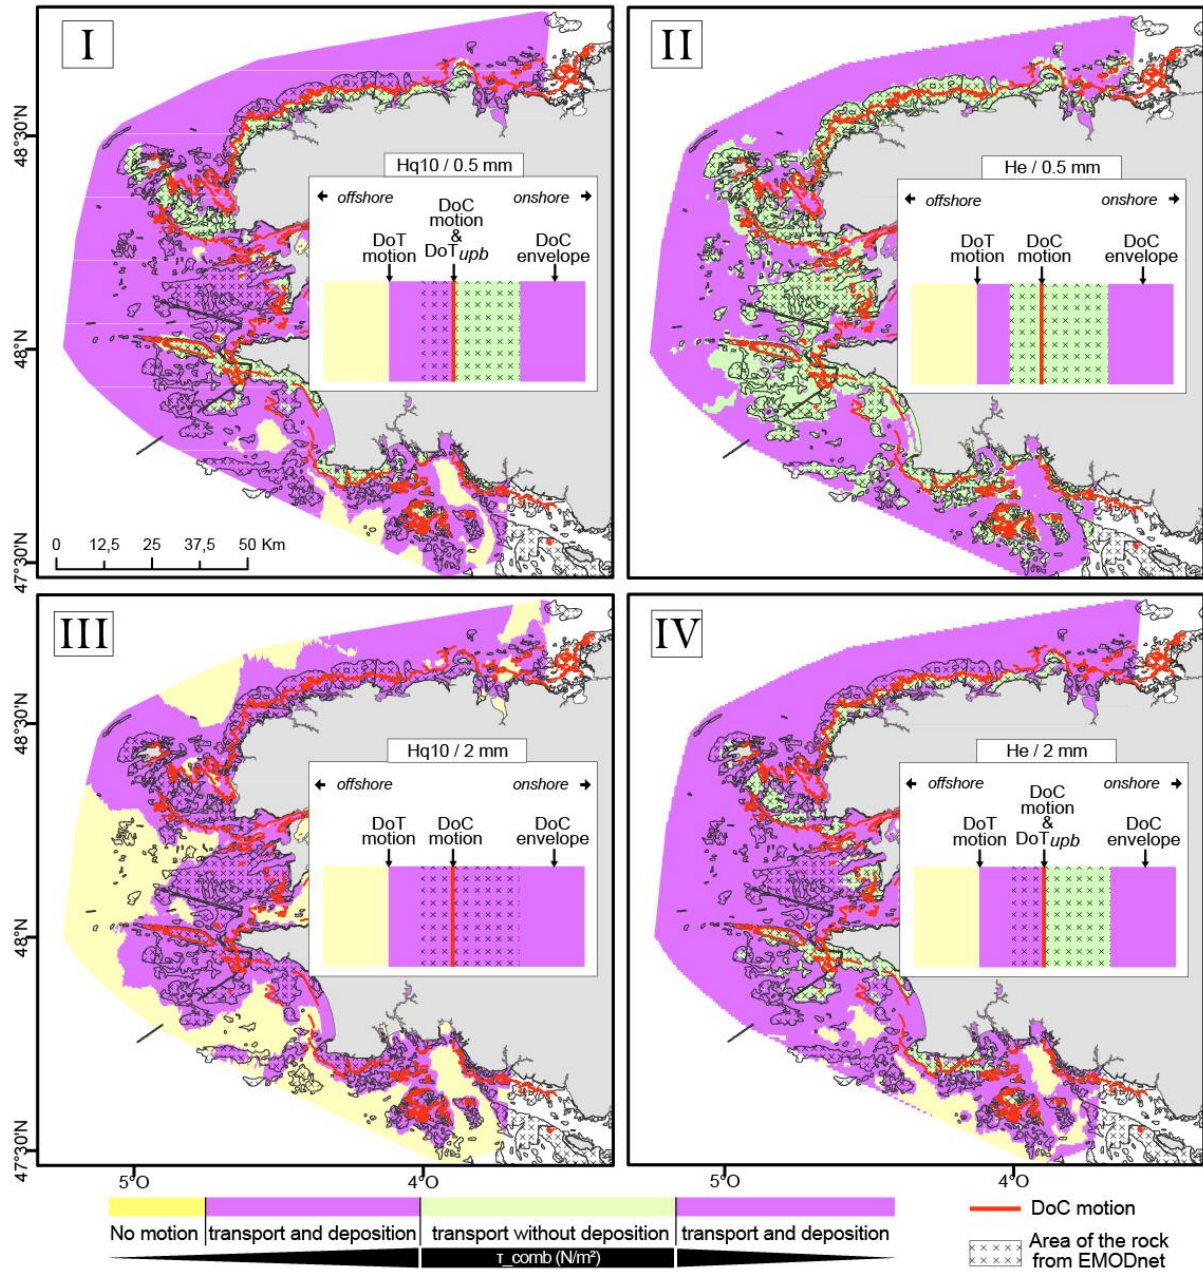 I
48°30'N
48°N
47°30'N
Hq10 / 0.5 mm
offshore
onshore
DoT
motion
DoC
motion
&
DoTupb
DoC
envelope
0 12,5 25 37,5 50 Km
II
He / 0.5 mm
offshore
onshore
DoT
motion
DoC
motion
DoC
envelope
III
48°30'N
48°N
47°30'N
Hq10 / 2 mm
offshore
onshore
DoT
motion
DoC
motion
DoC
envelope
5°O
4°O
IV
He / 2 mm
offshore
onshore
DoT
motion
DoC
motion
&
DoTupb
DoC
envelope
5°O
4°O
No motion
transport and deposition
transport without deposition
transport and deposition
τ_comb (N/m²)
DoC motion
Area of the rock
from EMODnet